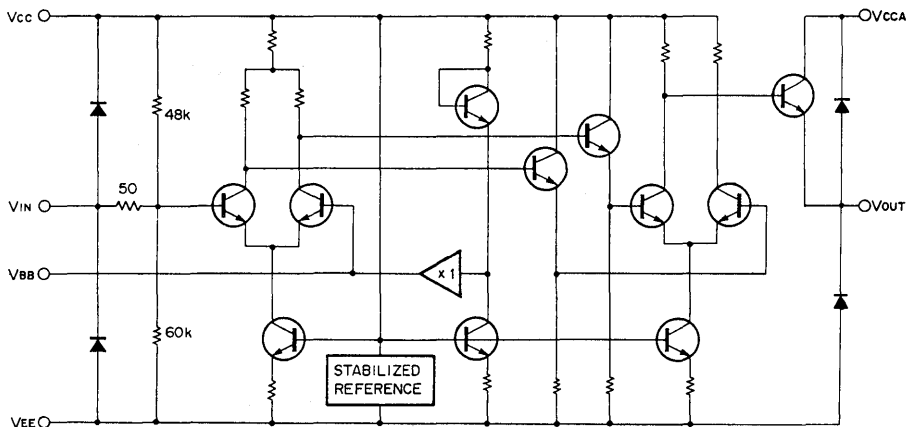 VCC
VCCA
48k
50
VIN
VOUT
VBB
x 1
60k
STABILIZED
REFERENCE
VEE